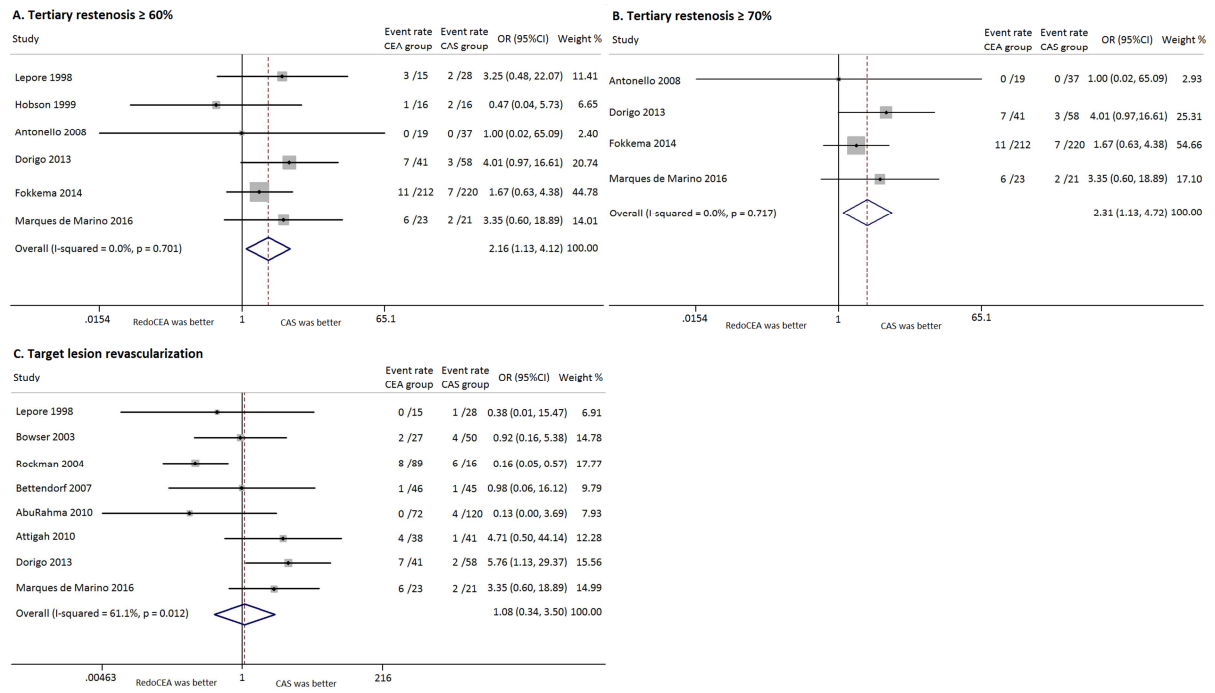 A. Tertiary restenosis ≥ 60%
Study Event rate CEA group Event rate CAS group OR (95%CI) Weight %
Lepore 1998 3 /15 2 /28 3.25 (0.48, 22.07) 11.41
Hobson 1999 1 /16 2 /16 0.47 (0.04, 5.73) 6.65
Antonello 2008 0/19 0/37 1.00 (0.02, 65.09) 2.40
Dorigo 2013 7/41 3/58 4.01 (0.97, 16.61) 20.74
Fokkema 2014 11/212 7/220 1.67 (0.63, 4.38) 44.78
Marques de Marino 2016 6/23 2/21 3.35 (0.60, 18.89) 14.01
Overall (I-squared = 0.0%, p = 0.701) 2.16 (1.13, 4.12) 100.00
.0154 1 65.1
RedoCEA was better CAS was better
B. Tertiary restenosis ≥ 70%
Study Event rate CEA group Event rate CAS group OR (95%CI) Weight %
Antonello 2008 0/19 0/37 1.00 (0.02, 65.09) 2.93
Dorigo 2013 7/41 3/58 4.01 (0.97,16.61) 25.31
Fokkema 2014 11/212 7/220 1.67 (0.63, 4.38) 54.66
Marques de Marino 2016 6/23 2/21 3.35 (0.60, 18.89) 17.10
Overall (I-squared = 0.0%, p = 0.717) 2.31 (1.13, 4.72) 100.00
.0154 1 65.1
RedoCEA was better CAS was better
C. Target lesion revascularization
Study Event rate CEA group Event rate CAS group OR (95%CI) Weight %
Lepore 1998 0 /15 1 /28 0.38 (0.01, 15.47) 6.91
Bowser 2003 2 /27 4 /50 0.92 (0.16, 5.38) 14.78
Rockman 2004 8 /89 6 /16 0.16 (0.05, 0.57) 17.77
Bettendorf 2007 1 /46 1 /45 0.98 (0.06, 16.12) 9.79
AbuRahma 2010 0 /72 4 /120 0.13 (0.00, 3.69) 7.93
Attigah 2010 4 /38 1 /41 4.71 (0.50, 44.14) 12.28
Dorigo 2013 7 /41 2 /58 5.76 (1.13, 29.37) 15.56
Marques de Marino 2016 6 /23 2 /21 3.35 (0.60, 18.89) 14.99
Overall (I-squared = 61.1%, p = 0.012) 1.08 (0.34, 3.50) 100.00
.00463 1 216
RedoCEA was better CAS was better